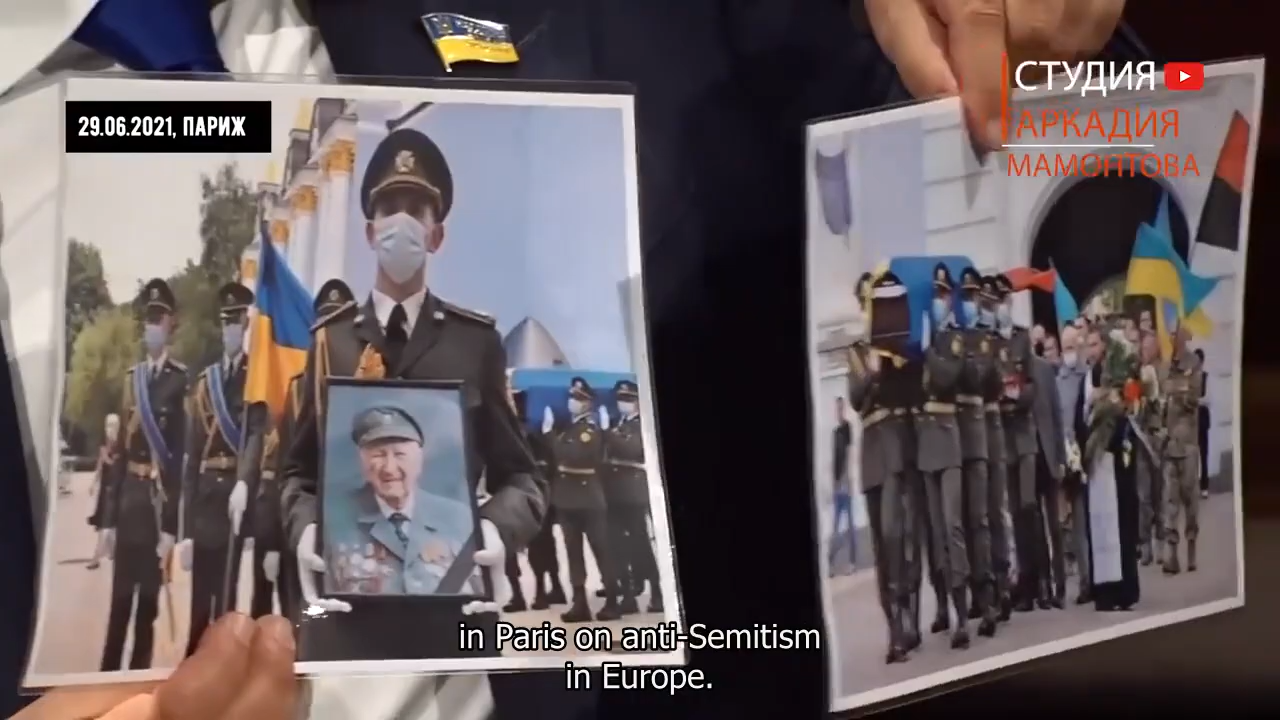 29.06.2021, ПАРИЖ
СТУДИЯ
АРКАДИЯ
МАМОНТОВА
in Paris on anti-Semitism
in Europe.